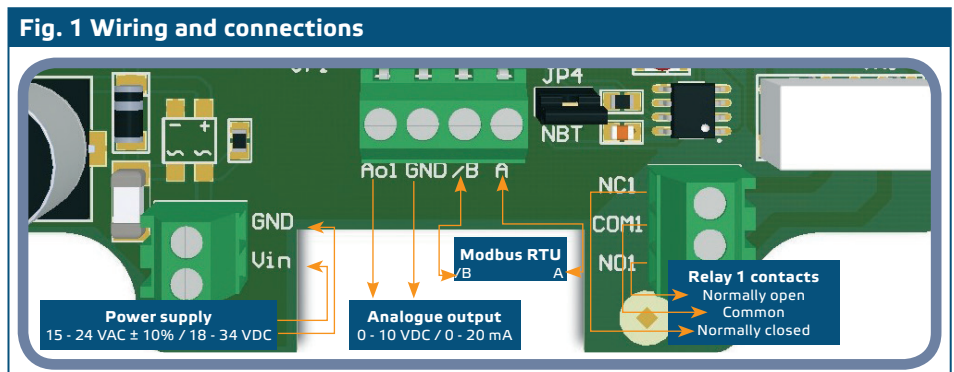 Fig. 1 Wiring and connections
JP4
NBT
Ao1 GND /B A
NC1
COM1
NO1
GND
Vin
Modbus RTU
/B A
Relay 1 contacts
Normally open
Common
Normally closed
Power supply
15 - 24 VAC ± 10% / 18 - 34 VDC
Analogue output
0 - 10 VDC / 0 - 20 mA